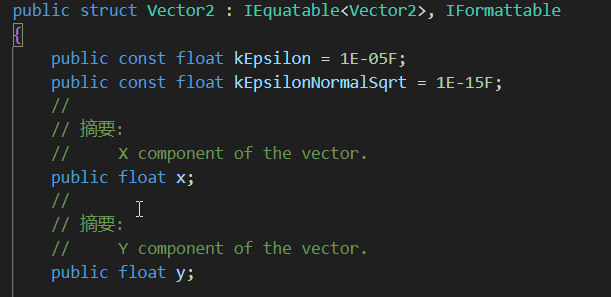 public struct Vector2 : IEquatable<Vector2>, IFormattable
{
public const float kEpsilon = 1E-05F;
public const float kEpsilonNormalSqrt = 1E-15F;
//
// 摘要:
// X component of the vector.
public float x;
//
// 摘要:
// Y component of the vector.
public float y;